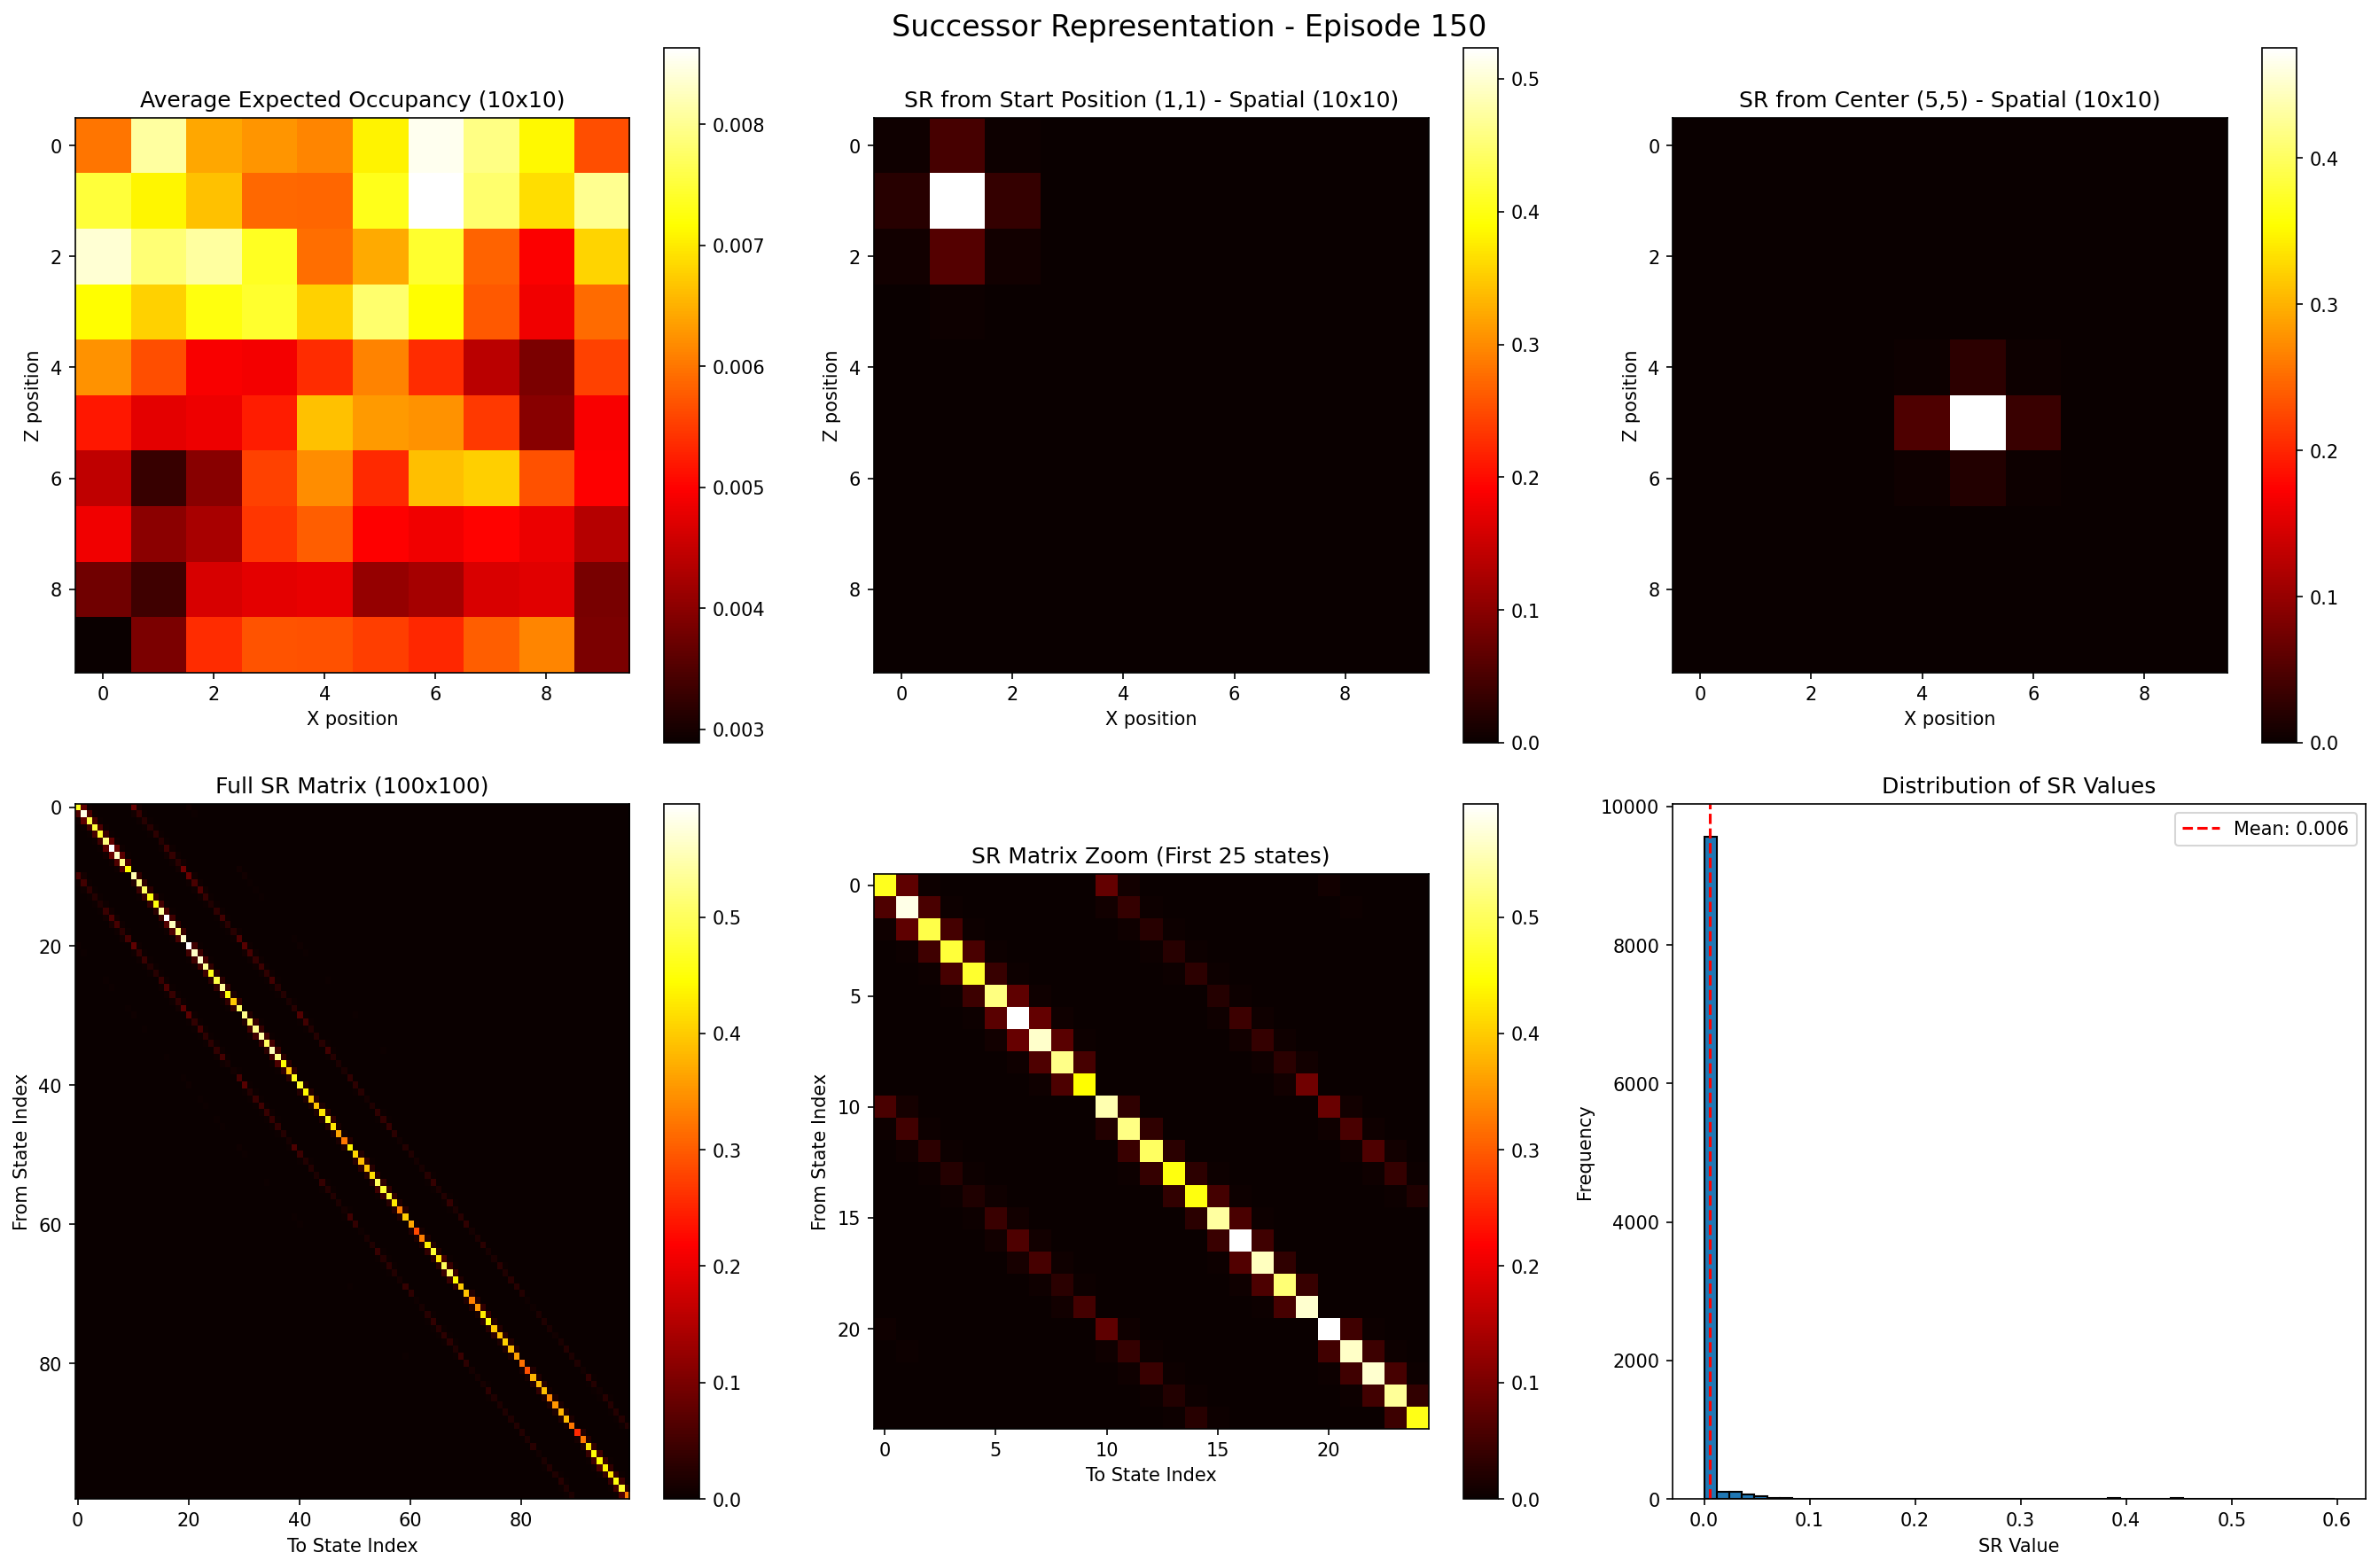 Successor Representation - Episode 150
Average Expected Occupancy (10x10)
0
2
4
6
8
Z position
0 2 4 6 8
X position
0.008
0.007
0.006
0.005
0.004
0.003
SR from Start Position (1,1) - Spatial (10x10)
0
2
4
6
8
Z position
0 2 4 6 8
X position
0.5
0.4
0.3
0.2
0.1
0.0
SR from Center (5,5) - Spatial (10x10)
0
2
4
6
8
Z position
0 2 4 6 8
X position
0.4
0.3
0.2
0.1
0.0
Full SR Matrix (100x100)
0
20
40
60
80
From State Index
0 20 40 60 80
To State Index
0.5
0.4
0.3
0.2
0.1
0.0
SR Matrix Zoom (First 25 states)
0
5
10
15
20
From State Index
0 5 10 15 20
To State Index
0.5
0.4
0.3
0.2
0.1
0.0
Distribution of SR Values
Mean: 0.006
10000
8000
6000
4000
2000
0
Frequency
0.0 0.1 0.2 0.3 0.4 0.5 0.6
SR Value